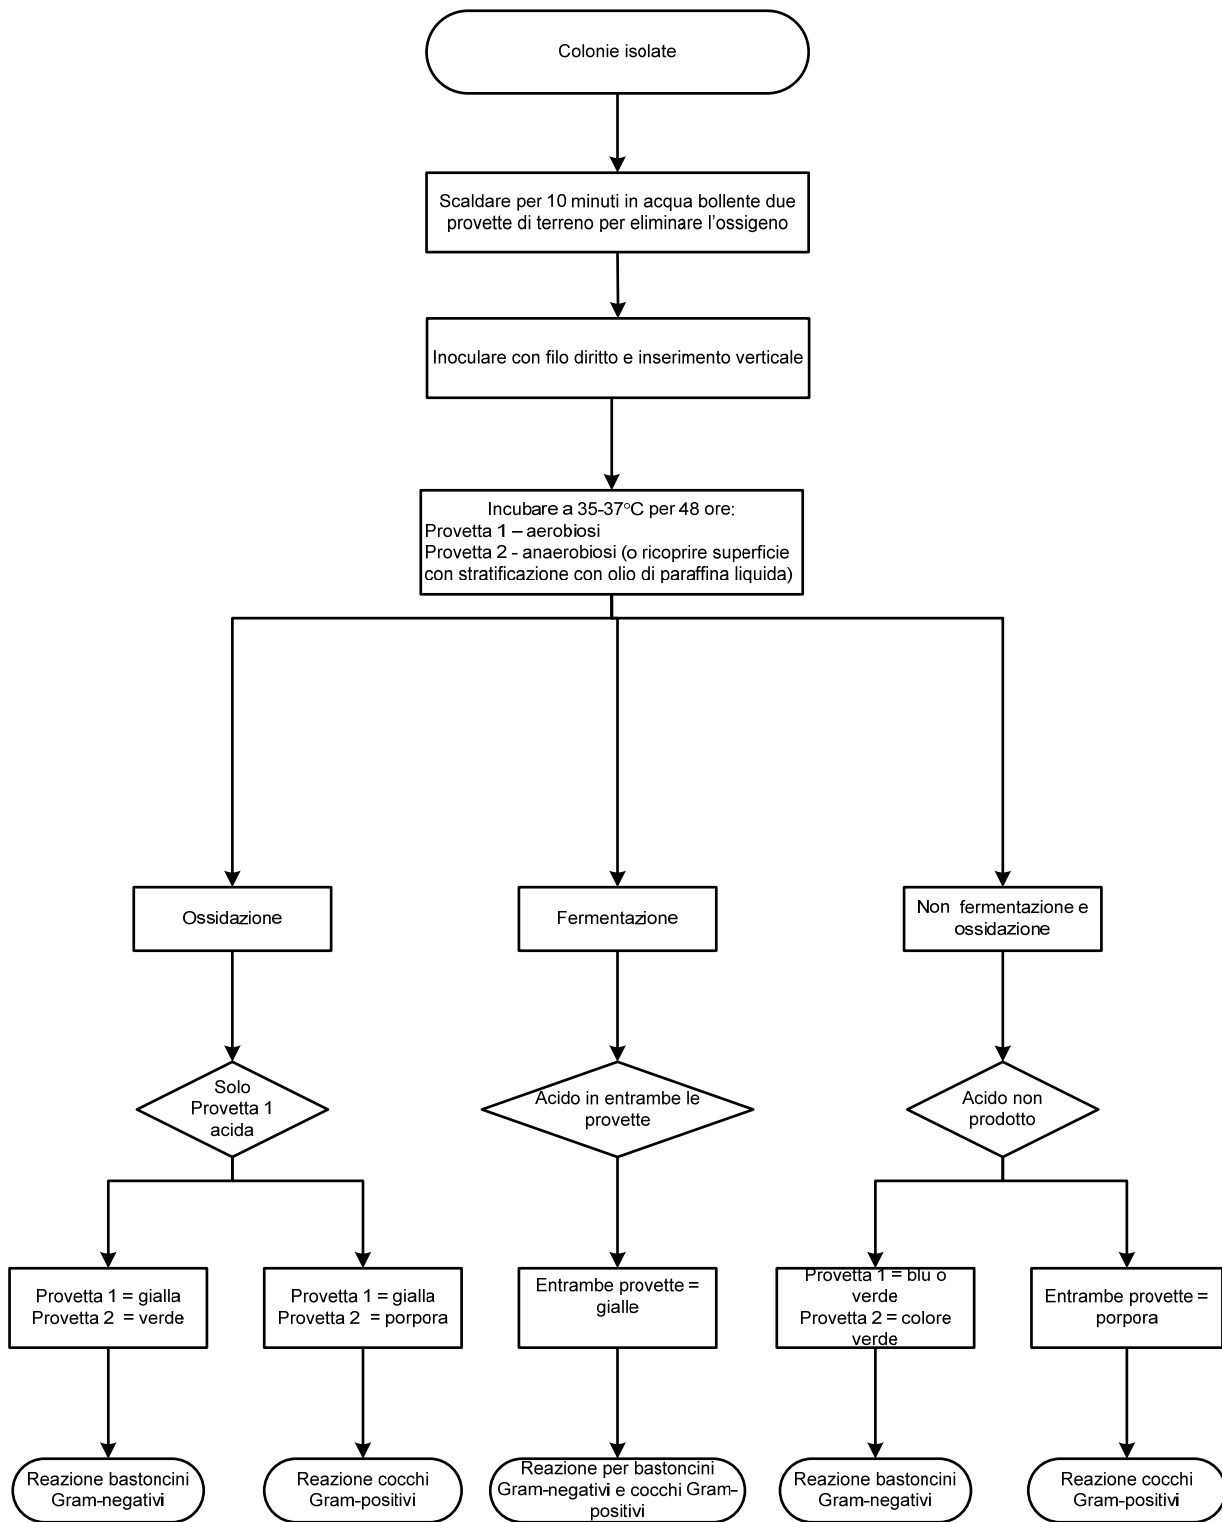 Colonie isolate
Scaldare per 10 minuti in acqua bollente due
provette di terreno per eliminare l'ossigeno
Inoculare con filo diritto e inserimento verticale
Incubare a 35-37°C per 48 ore:
Provetta 1 – aerobiosi
Provetta 2 - anaerobiosi (o ricoprire superficie
con stratificazione con olio di paraffina liquida)
Ossidazione
Fermentazione
Non fermentazione e
ossidazione
Solo
Provetta 1
acida
Acido in entrambe le
provette
Acido non
prodotto
Provetta 1 = gialla
Provetta 2 = verde
Provetta 1 = gialla
Provetta 2 = porpora
Entrambe provette =
gialle
Provetta 1 = blu o
verde
Provetta 2 = colore
verde
Entrambe provette =
porpora
Reazione bastoncini
Gram-negativi
Reazione cocchi
Gram-positivi
Reazione per bastoncini
Gram-negativi e cocchi Gram-
positivi
Reazione bastoncini
Gram-negativi
Reazione cocchi
Gram-positivi